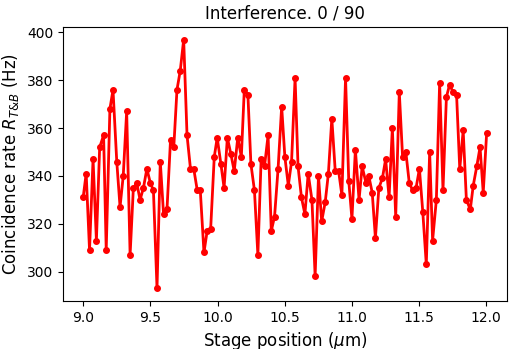 Interference. 0 / 90
Coincidence rate R_{T&B} (Hz)
400
380
360
340
320
300
9.0 9.5 10.0 10.5 11.0 11.5 12.0
Stage position (μm)